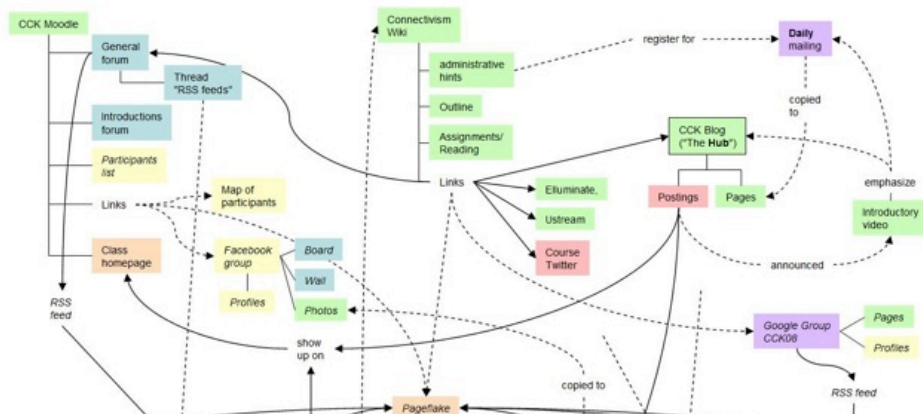 CCK Moodle
General
forum
Thread
"RSS feeds"
Introductions
forum
Participants
list
Links
Map of
participants
Class
homepage
Facebook
group
Board
Wall
Profiles
Photos
RSS
feed
show
up on
Connectivism
Wiki
administrative
hints
Outline
Assignments/
Reading
Links
Elluminate,
Ustream
Course
Twitter
register for
Daily
mailing
copied
to
CCK Blog
("The Hub")
Postings
Pages
emphasize
Introductory
video
announced
Google Group
CCK08
Pages
Profiles
RSS feed
copied to
Pageflake